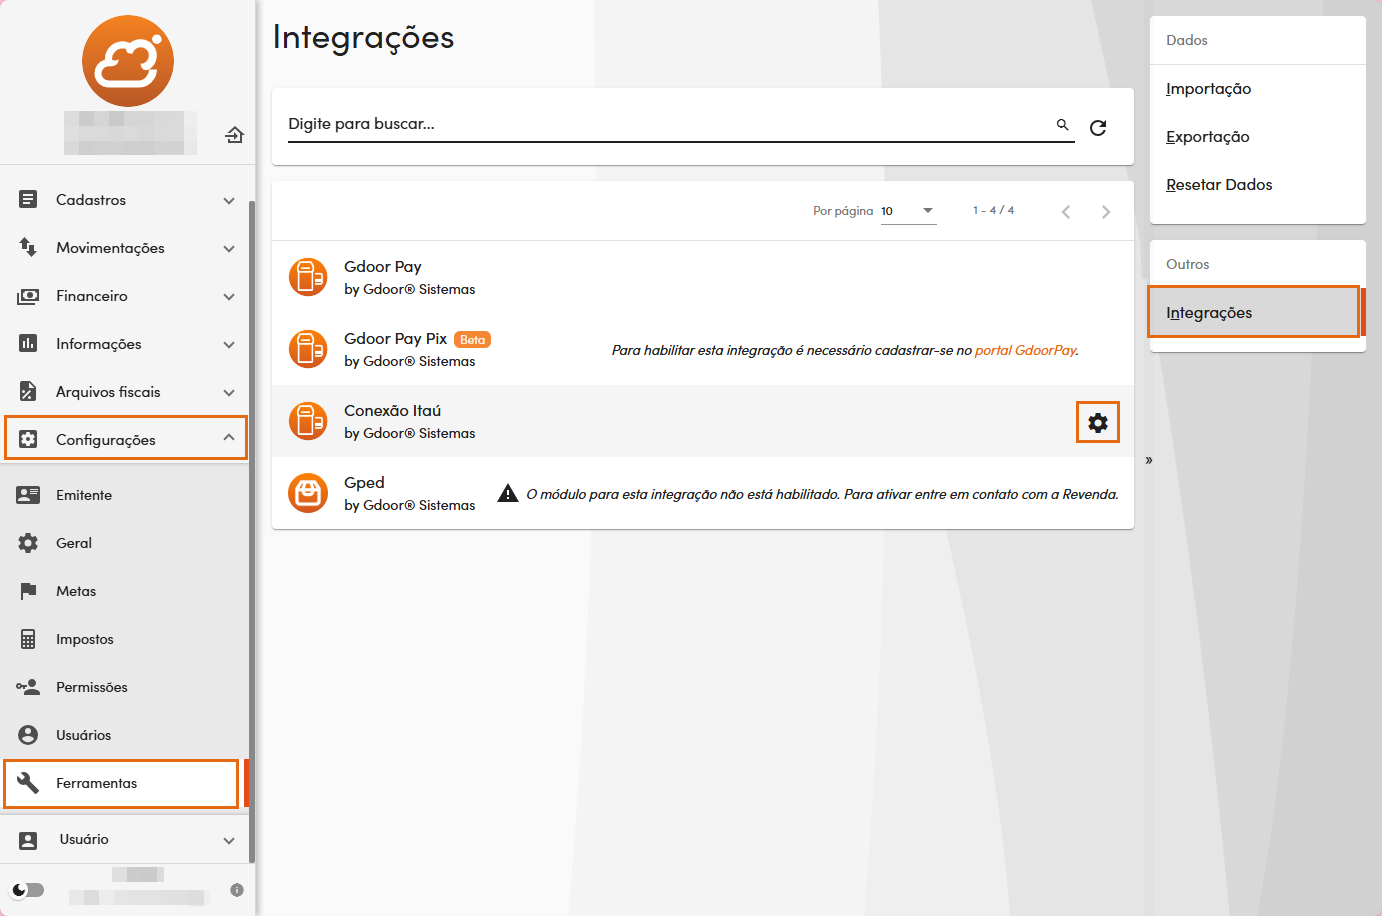 Cadastros
Movimentações
Financeiro
Informações
Arquivos fiscais
Configurações
Emitente
Geral
Metas
Impostos
Permissões
Usuários
Ferramentas
Usuário
Integrações
Digite para buscar...
Por página 10 1 - 4 / 4
Gdoor Pay
by Gdoor® Sistemas
Gdoor Pay Pix Beta
by Gdoor® Sistemas
Para habilitar esta integração é necessário cadastrar-se no portal GdoorPay.
Conexão Itaú
by Gdoor® Sistemas
Gped
by Gdoor® Sistemas
O módulo para esta integração não está habilitado. Para ativar entre em contato com a Revenda.
»
Dados
Importação
Exportação
Resetar Dados
Outros
Integrações